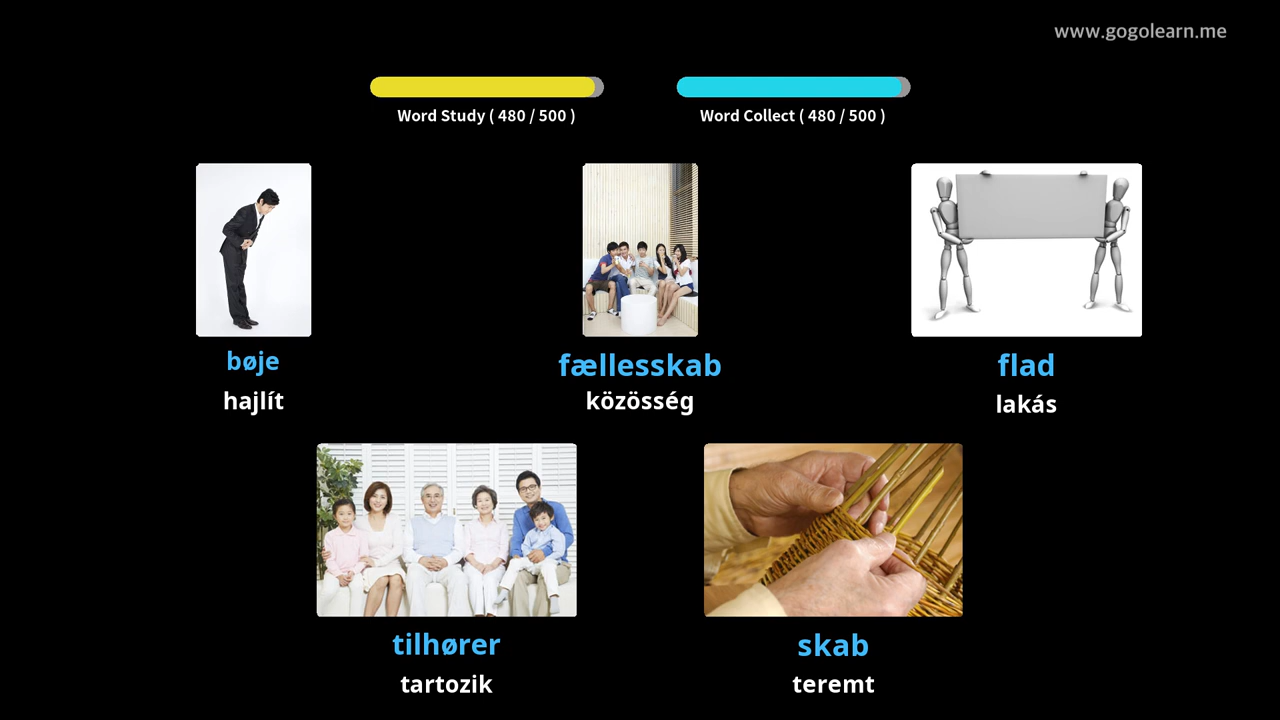 www.gogolearn.me
Word Study ( 480 / 500 )
Word Collect ( 480 / 500 )
bøje
hajlít
fællesskab
közösség
flad
lakás
tilhører
tartozik
skab
teremt